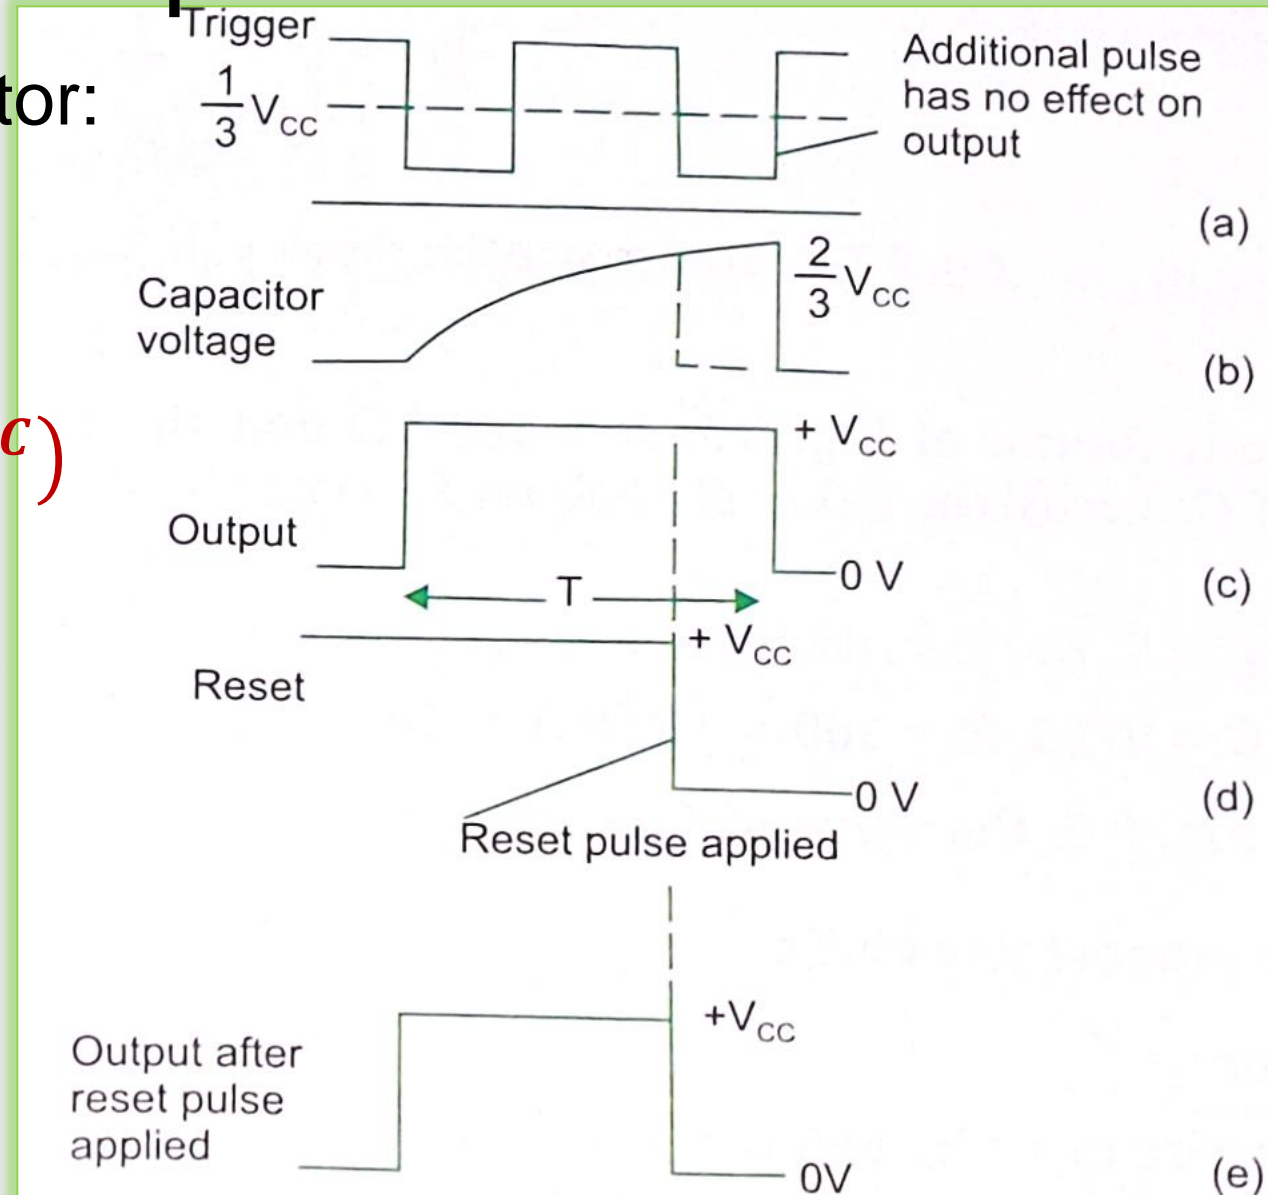 Trigger
tor:
1/3 VCC
Additional pulse
has no effect on
output
(a)
Capacitor
voltage
2/3 VCC
(b)
C)
+ VCC
Output
0 V
(c)
T
+ VCC
Reset
0 V
(d)
Reset pulse applied
+VCC
Output after
reset pulse
applied
0V
(e)